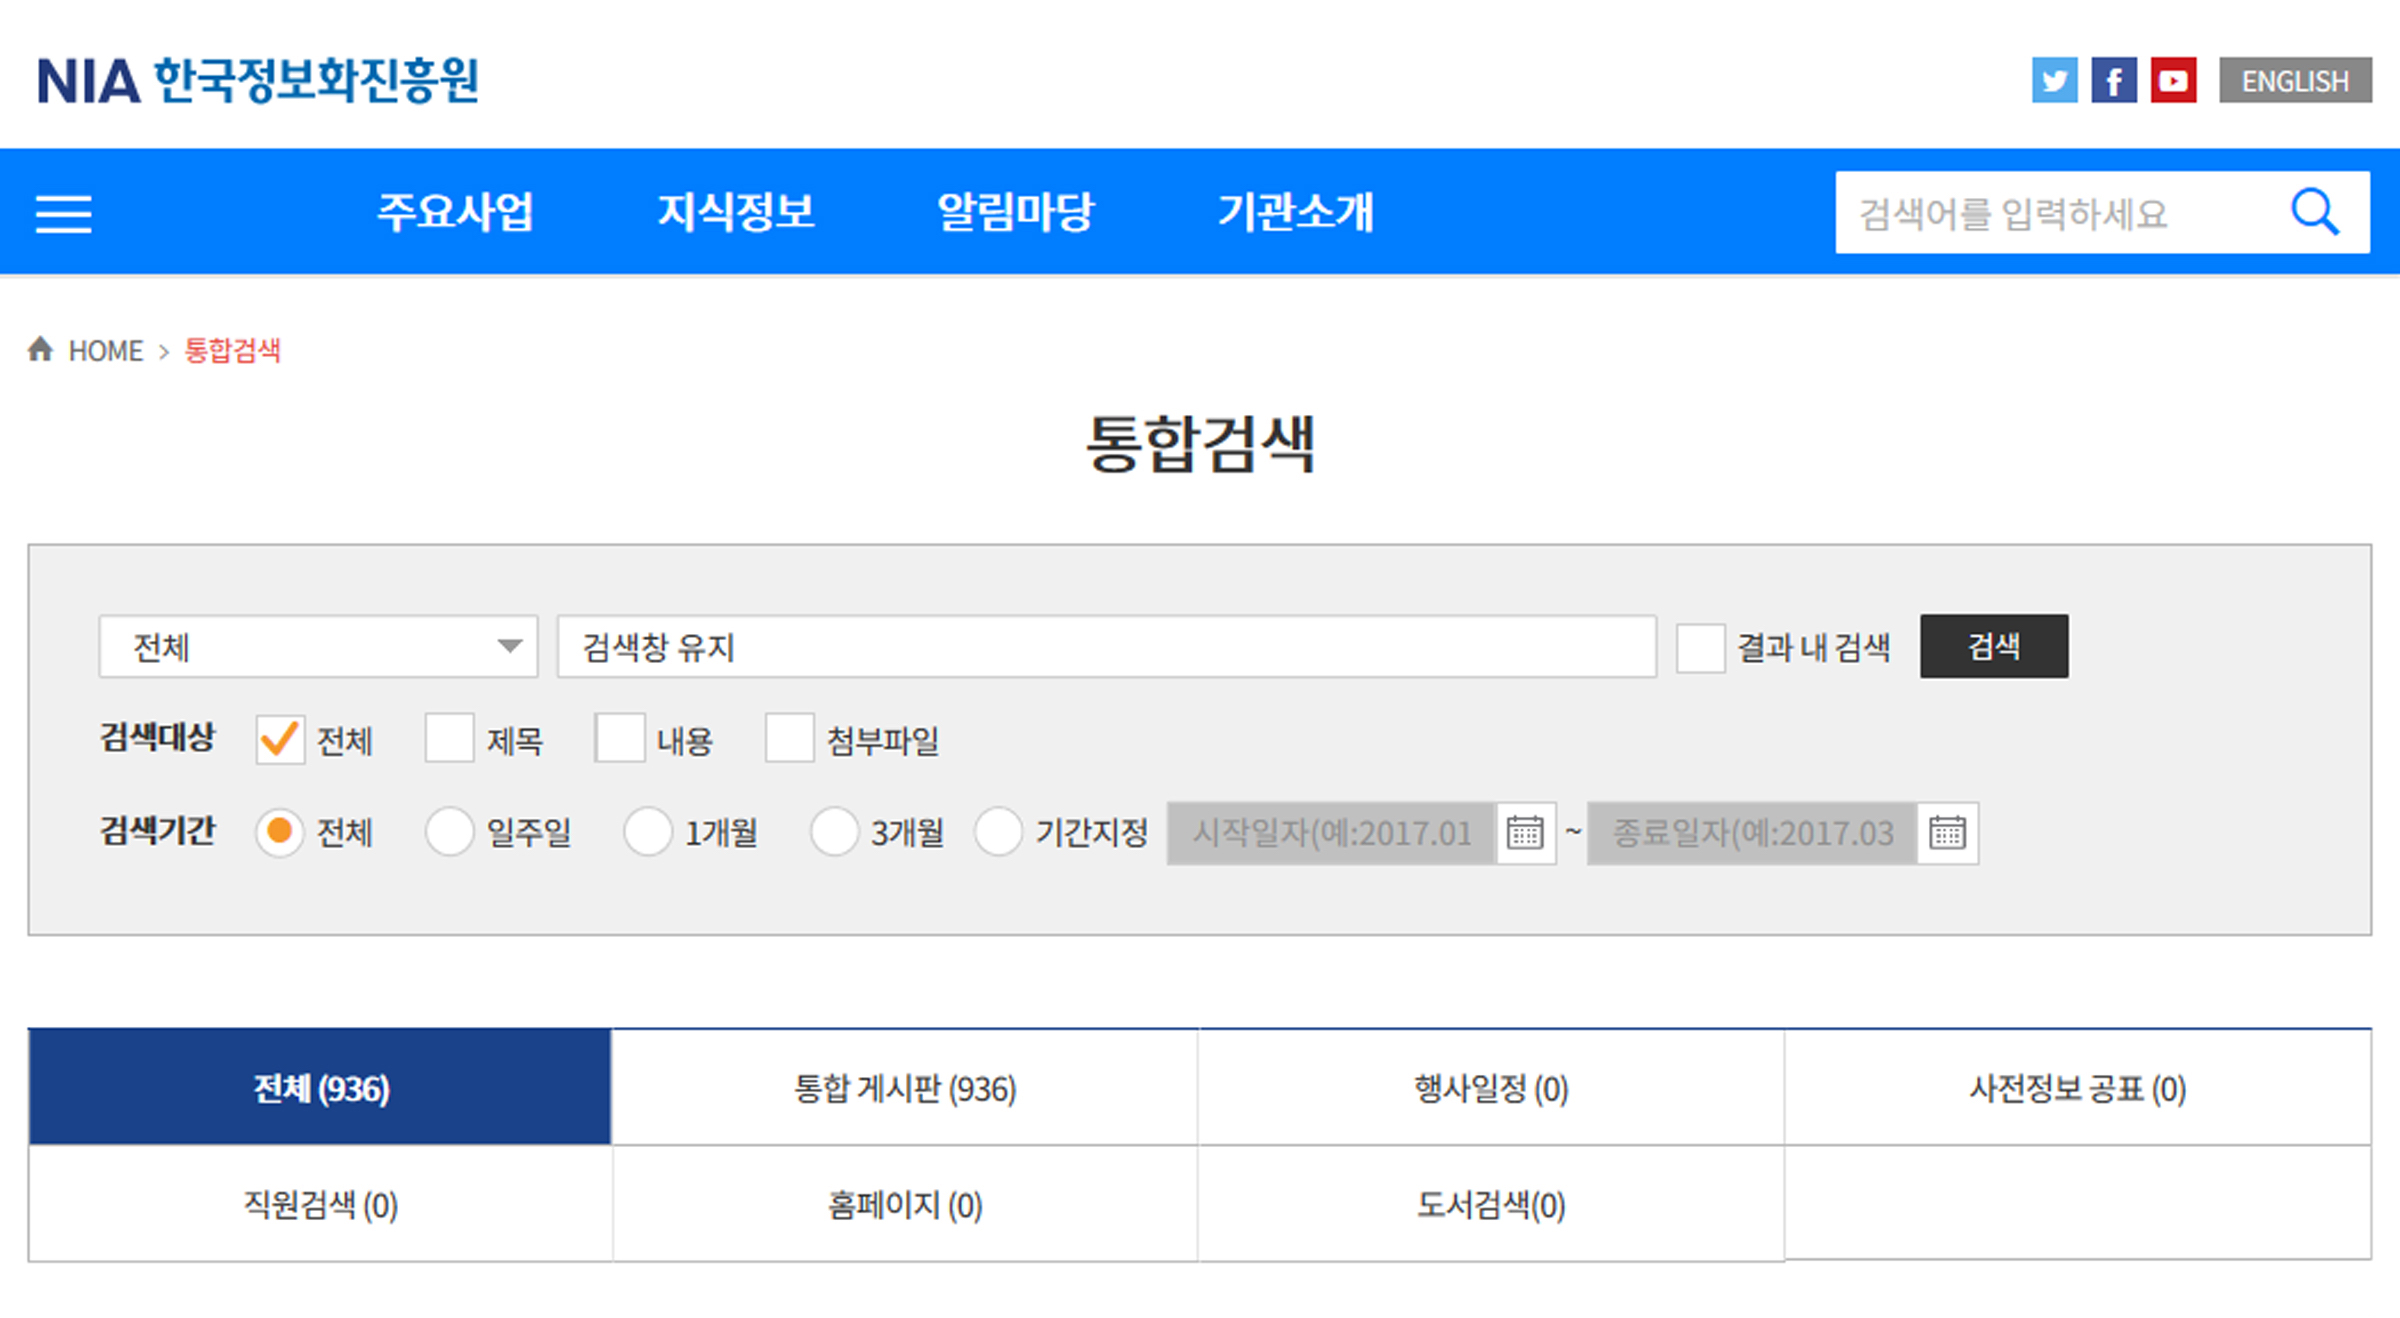 NIA 한국정보화진흥원
ENGLISH
주요사업 지식정보 알림마당 기관소개 검색어를 입력하세요
HOME > 통합검색
통합검색
전체 검색창 유지 결과 내 검색 검색
검색대상 전체 제목 내용 첨부파일
검색기간 전체 일주일 1개월 3개월 기간지정 시작일자(예:2017.01 ~ 종료일자(예:2017.03
전체 (936) 통합 게시판 (936) 행사일정 (0) 사전정보 공표 (0)
직원검색 (0) 홈페이지 (0) 도서검색(0)